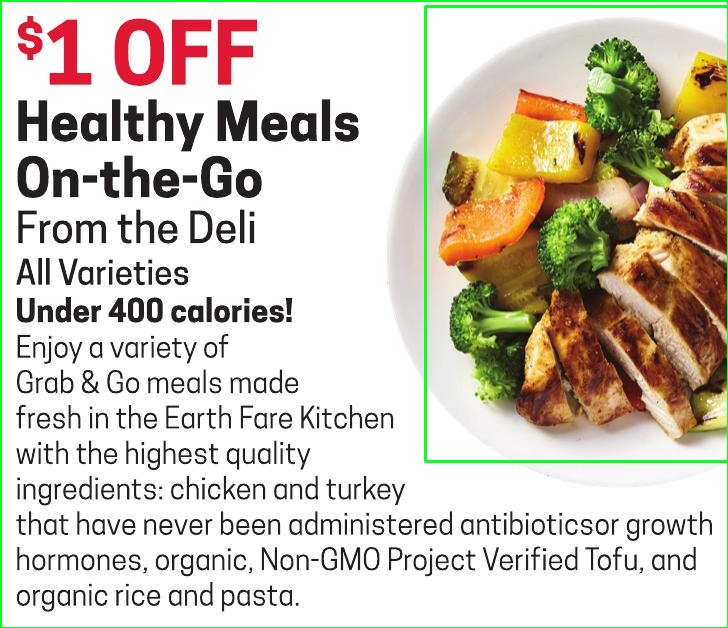 $1 OFF
Healthy Meals
On-the-Go
From the Deli
All Varieties
Under 400 calories!
Enjoy a variety of
Grab & Go meals made
fresh in the Earth Fare Kitchen
with the highest quality
ingredients: chicken and turkey
that have never been administered antibioticsor growth
hormones, organic, Non-GMO Project Verified Tofu, and
organic rice and pasta.